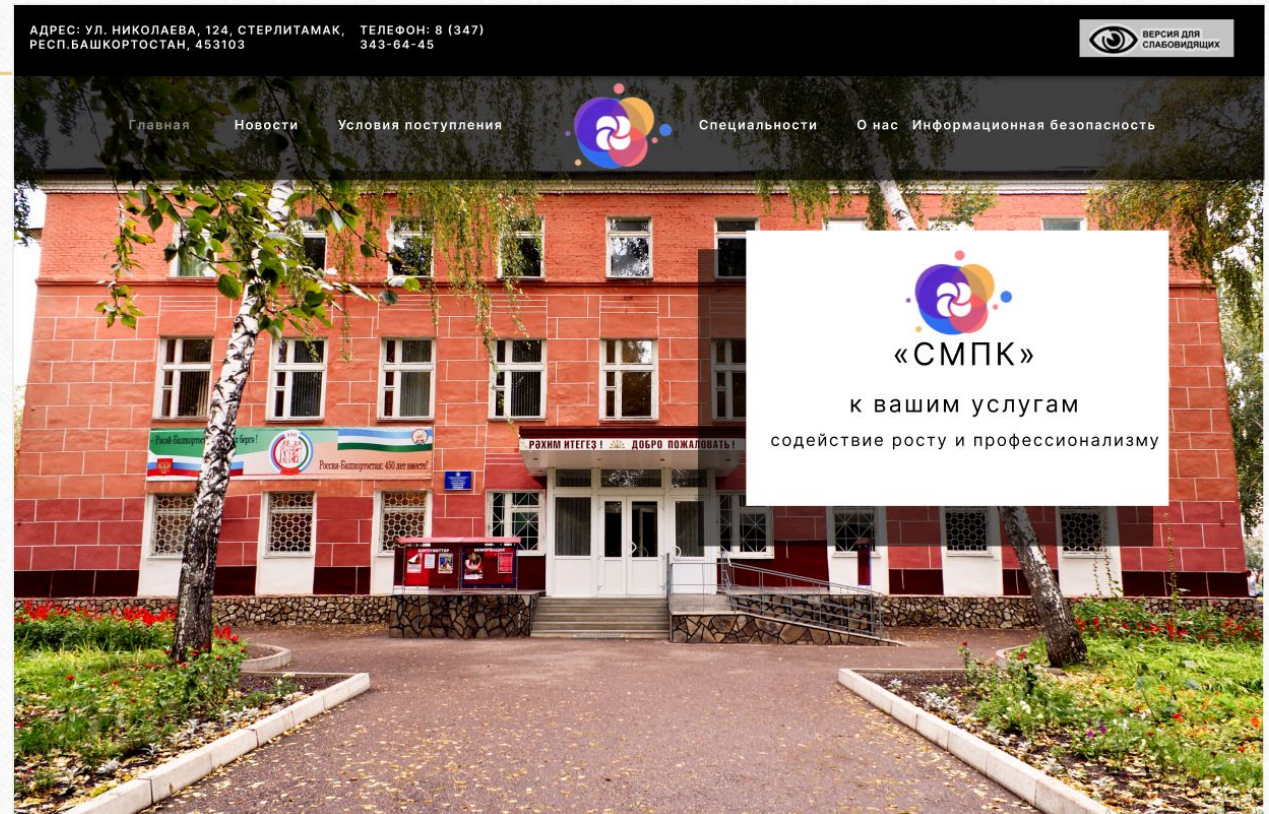 АДРЕС: УЛ. НИКОЛАЕВА, 124, СТЕРЛИТАМАК,
РЕСП.БАШКОРТОСТАН, 453103
ТЕЛЕФОН: 8 (347)
343-64-45
ВЕРСИЯ ДЛЯ
СЛАБОВИДЯЩИХ
Главная
Новости
Условия поступления
Специальности
О нас
Информационная безопасность
«СМПК»
к вашим услугам
содействие росту и профессионализму
РӘХИМ ИТЕГЕЗ! ДОБРО ПОЖАЛОВАТЬ!
Россия-Башкортостан: 450 лет вместе!
ИНФОРМАЦИЯ